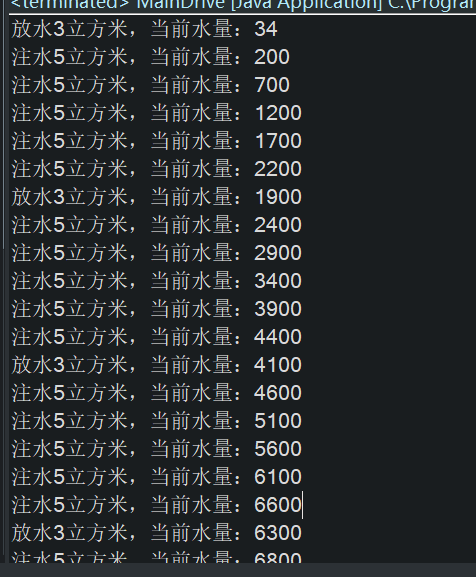 <terminated> MainDrive [Java Application] C:\Progran
放水3立方米，当前水量：34
注水5立方米，当前水量：200
注水5立方米，当前水量：700
注水5立方米，当前水量：1200
注水5立方米，当前水量：1700
注水5立方米，当前水量：2200
放水3立方米，当前水量：1900
注水5立方米，当前水量：2400
注水5立方米，当前水量：2900
注水5立方米，当前水量：3400
注水5立方米，当前水量：3900
注水5立方米，当前水量：4400
放水3立方米，当前水量：4100
注水5立方米，当前水量：4600
注水5立方米，当前水量：5100
注水5立方米，当前水量：5600
注水5立方米，当前水量：6100
注水5立方米，当前水量：6600
放水3立方米，当前水量：6300
注水5立方米，当前水量：6800